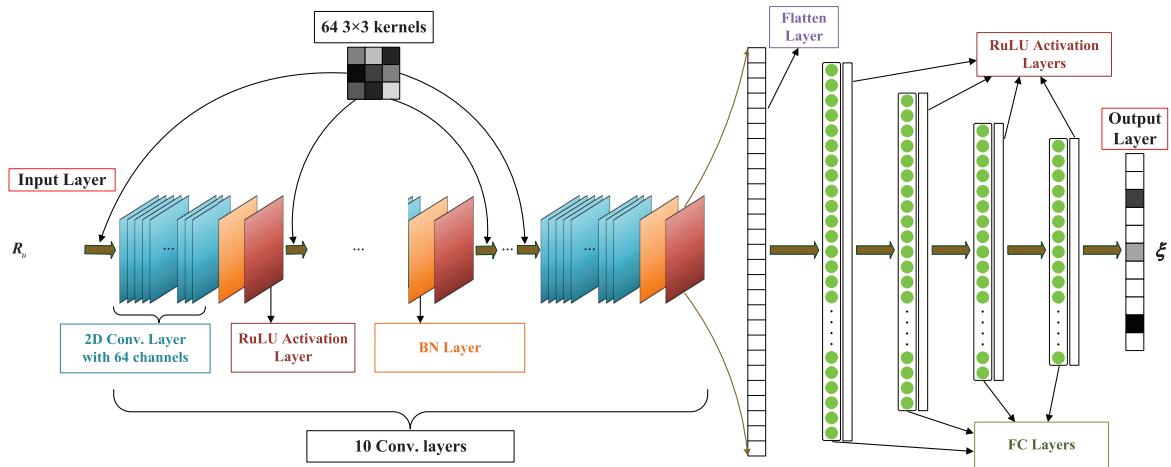 64 3×3 kernels
Flatten
Layer
RuLU Activation
Layers
Output
Layer
Input Layer
R_u
...
...
...
...
ξ
2D Conv. Layer
with 64 channels
RuLU Activation
Layer
BN Layer
10 Conv. layers
FC Layers